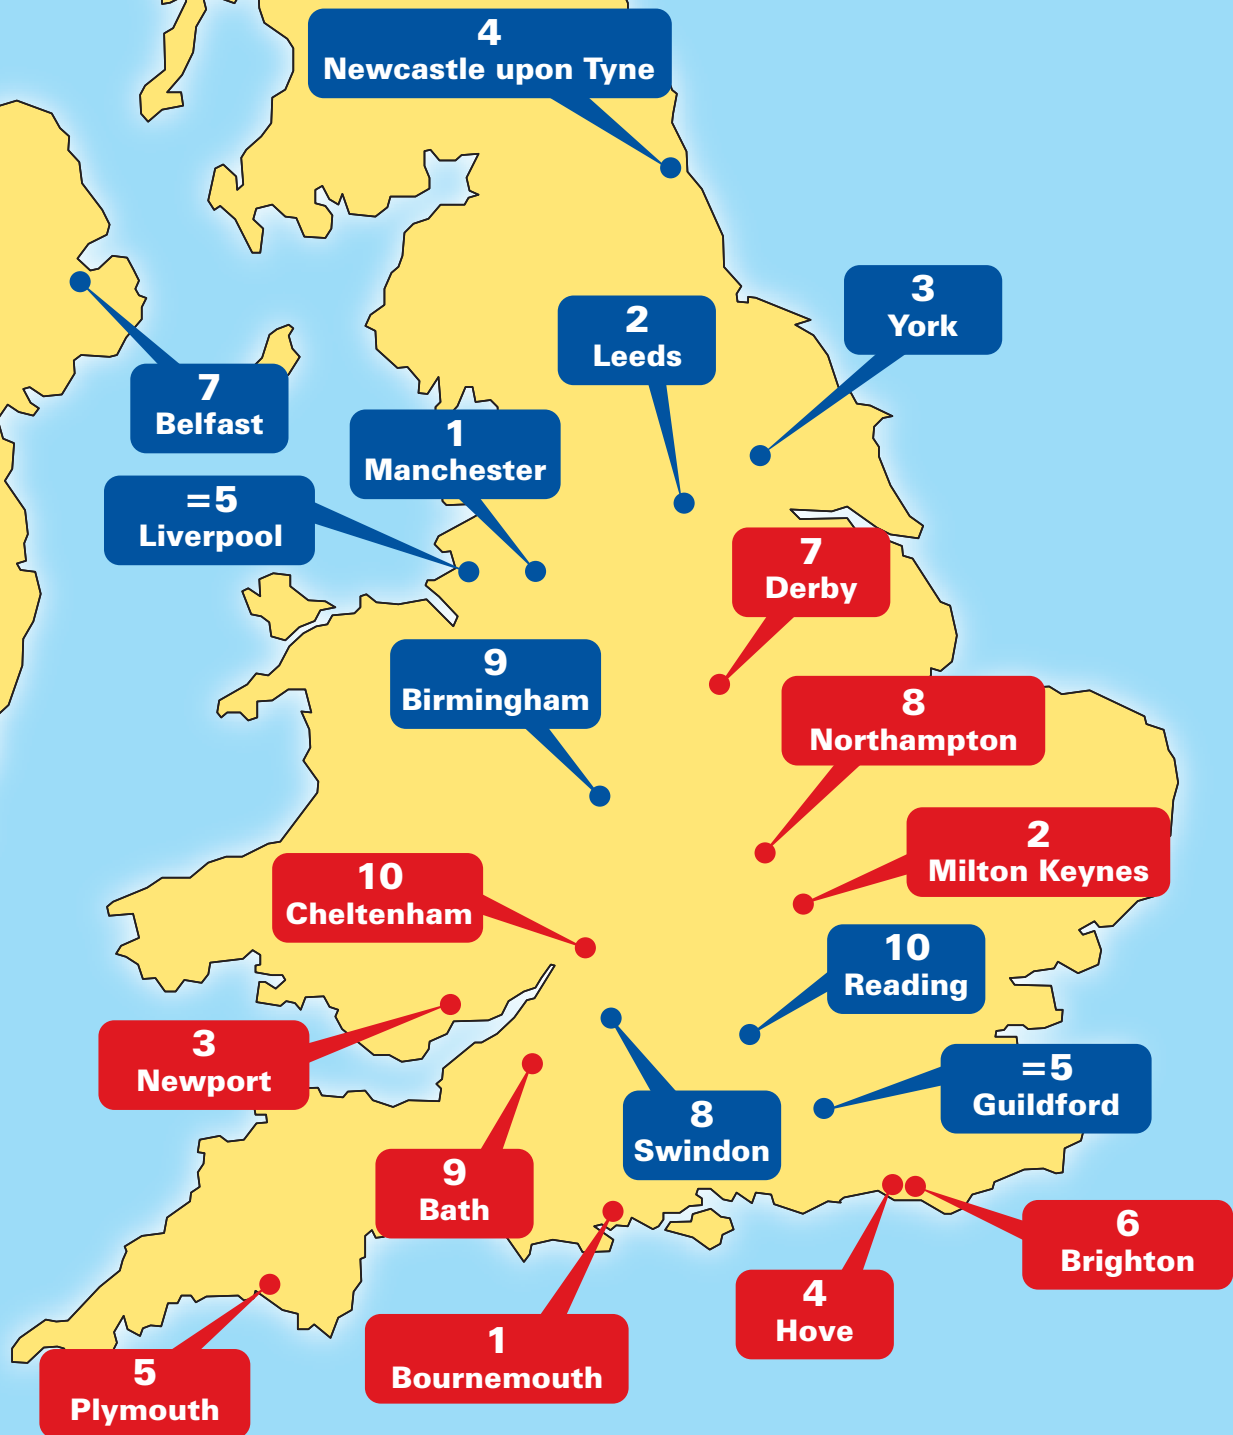 4
Newcastle upon Tyne
3
York
2
Leeds
7
Belfast
1
Manchester
=5
Liverpool
7
Derby
9
Birmingham
8
Northampton
2
Milton Keynes
10
Cheltenham
10
Reading
3
Newport
=5
Guildford
8
Swindon
9
Bath
6
Brighton
4
Hove
1
Bournemouth
5
Plymouth